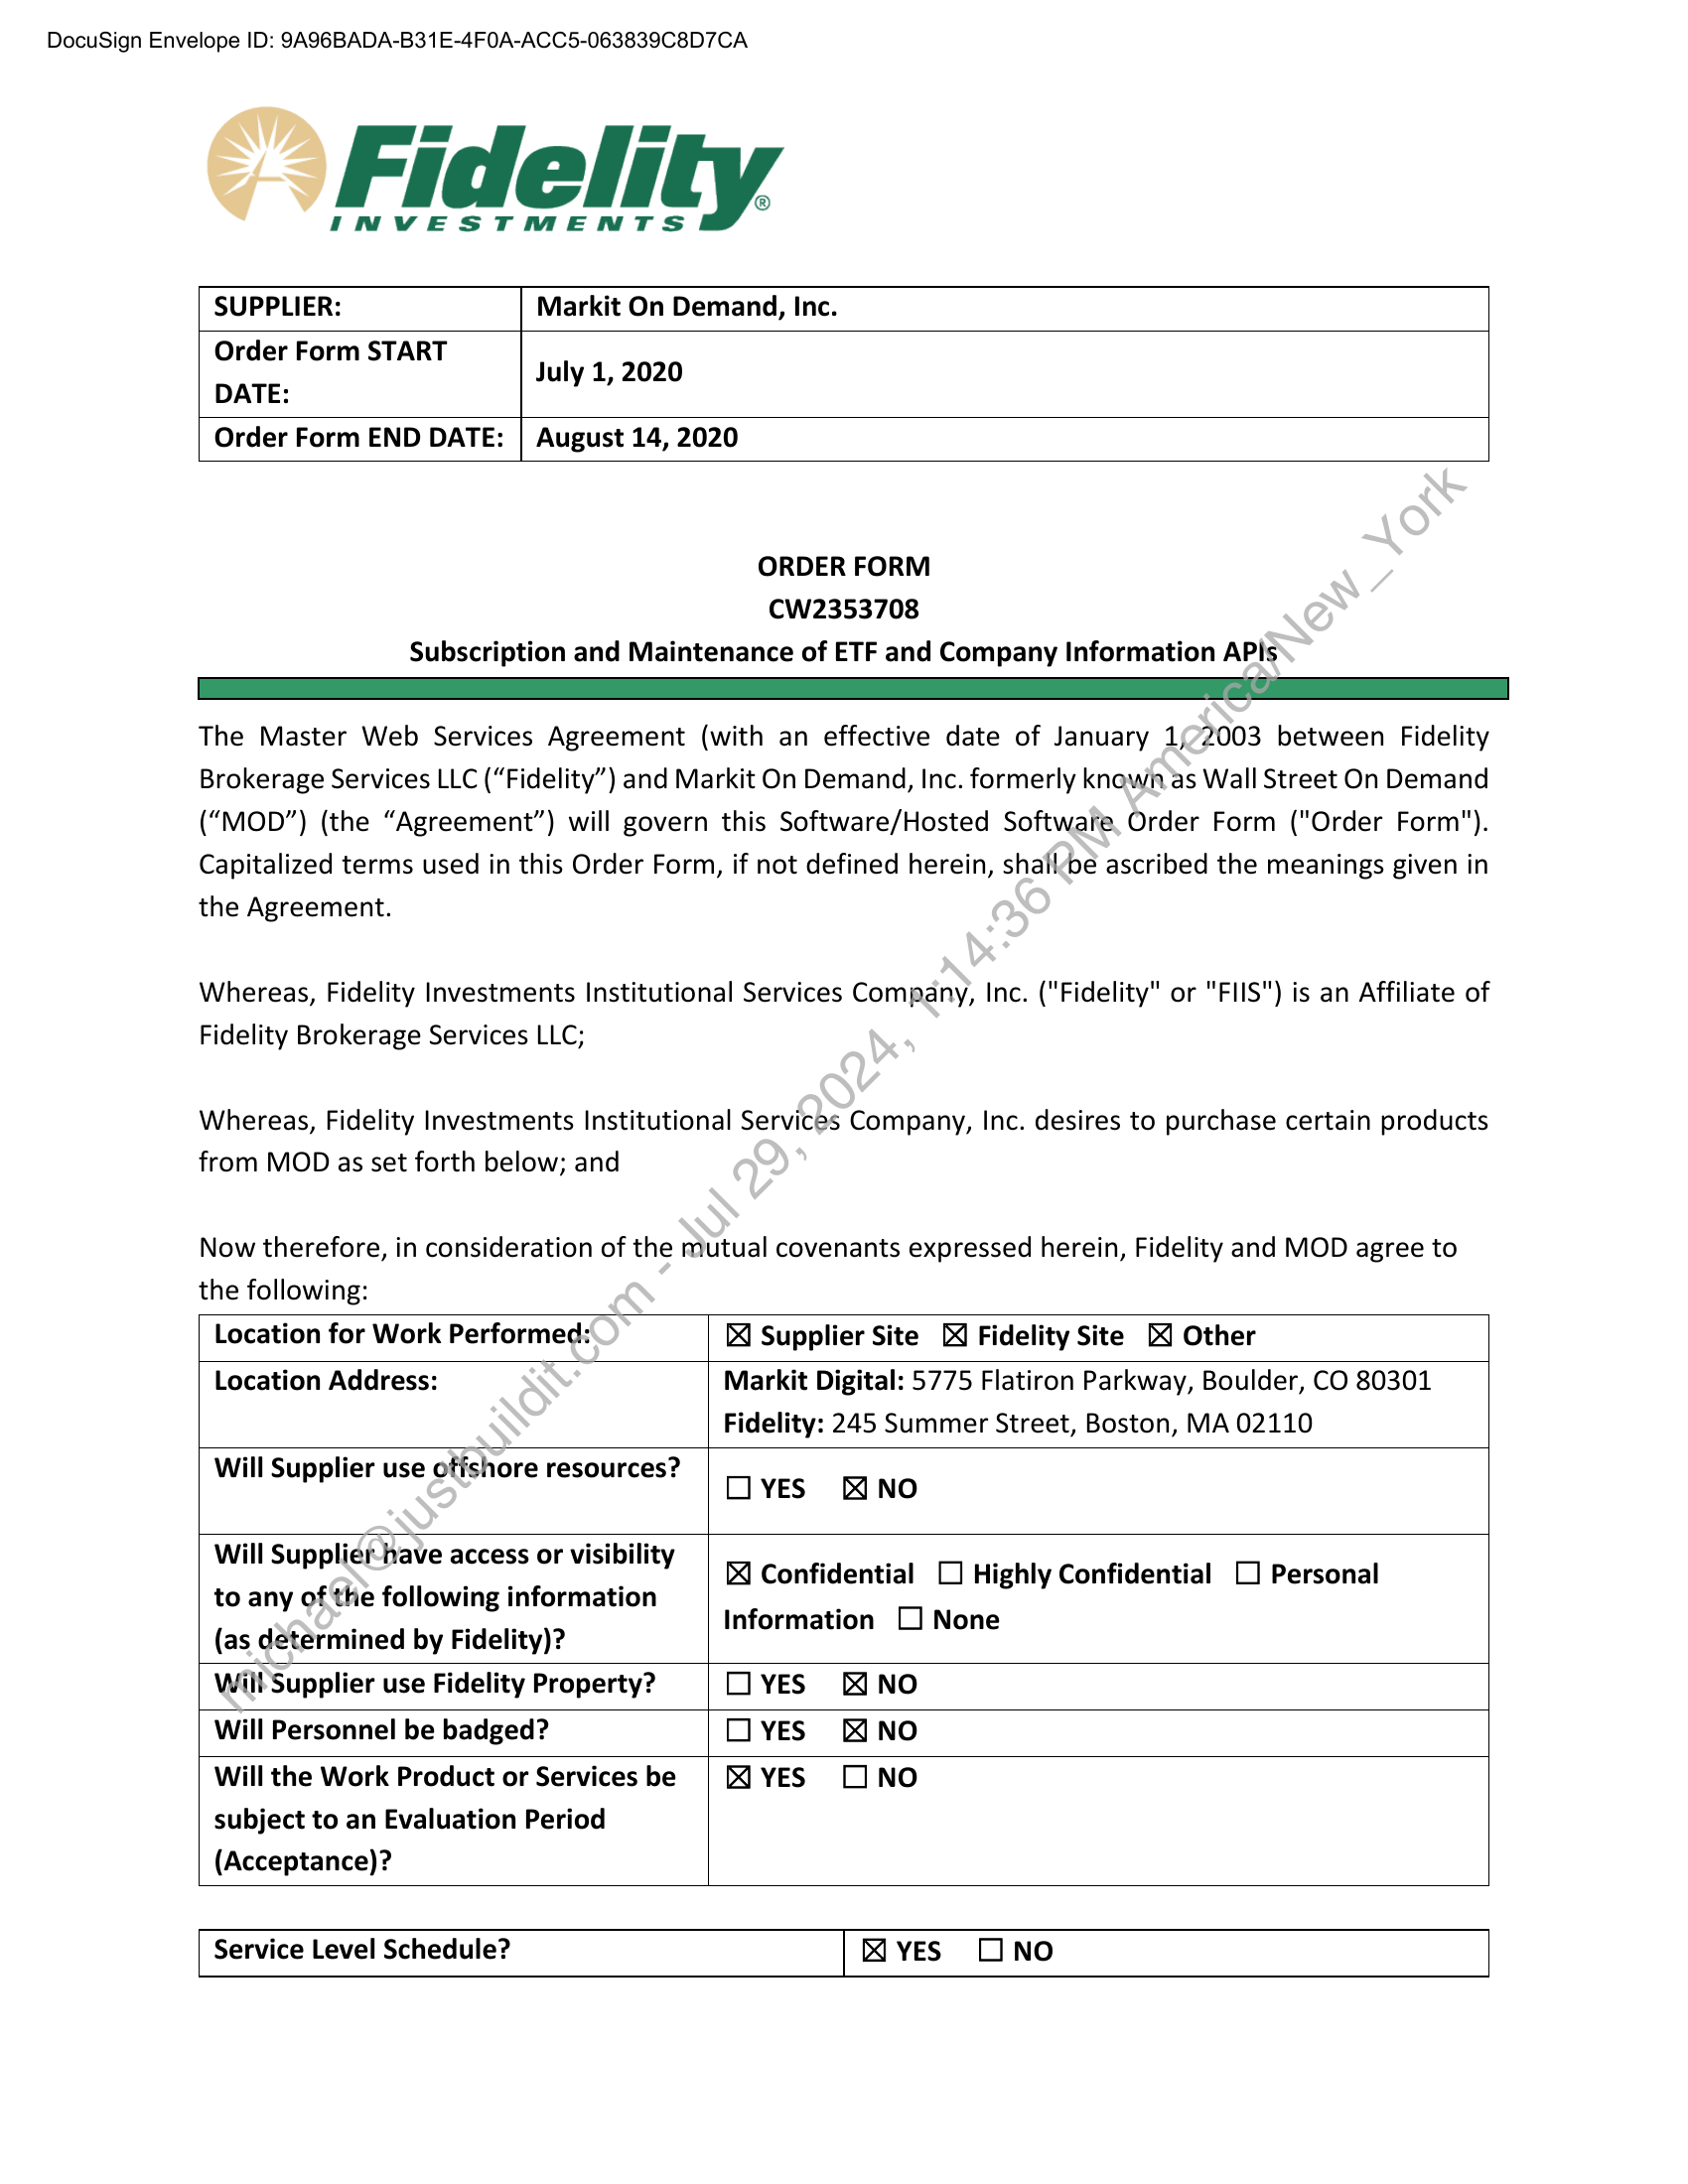 DocuSign Envelope ID: 9A96BADA-B31E-4F0A-ACC5-063839C8D7CA
Fidelity
INVESTMENTS
®
SUPPLIER: Markit On Demand, Inc.
Order Form START
DATE:
July 1, 2020
Order Form END DATE: August 14, 2020
ORDER FORM
CW2353708
Subscription and Maintenance of ETF and Company Information APIs
The Master Web Services Agreement (with an effective date of January 1, 2003 between Fidelity
Brokerage Services LLC (“Fidelity”) and Markit On Demand, Inc. formerly known as Wall Street On Demand
(“MOD”) (the “Agreement”) will govern this Software/Hosted Software Order Form ("Order Form").
Capitalized terms used in this Order Form, if not defined herein, shall be ascribed the meanings given in
the Agreement.
Whereas, Fidelity Investments Institutional Services Company, Inc. ("Fidelity" or "FIIS") is an Affiliate of
Fidelity Brokerage Services LLC;
Whereas, Fidelity Investments Institutional Services Company, Inc. desires to purchase certain products
from MOD as set forth below; and
Now therefore, in consideration of the mutual covenants expressed herein, Fidelity and MOD agree to
the following:
Location for Work Performed: ☒ Supplier Site ☒ Fidelity Site ☒ Other
Location Address: Markit Digital: 5775 Flatiron Parkway, Boulder, CO 80301
Fidelity: 245 Summer Street, Boston, MA 02110
Will Supplier use offshore resources? ☐ YES ☒ NO
Will Supplier have access or visibility
to any of the following information
(as determined by Fidelity)?
☒ Confidential ☐ Highly Confidential ☐ Personal
Information ☐ None
Will Supplier use Fidelity Property? ☐ YES ☒ NO
Will Personnel be badged? ☐ YES ☒ NO
Will the Work Product or Services be
subject to an Evaluation Period
(Acceptance)?
☒ YES ☐ NO
Service Level Schedule? ☒ YES ☐ NO
michael@justbuildit.com - Jul 29, 2024, 1:14:36 PM America/New_York